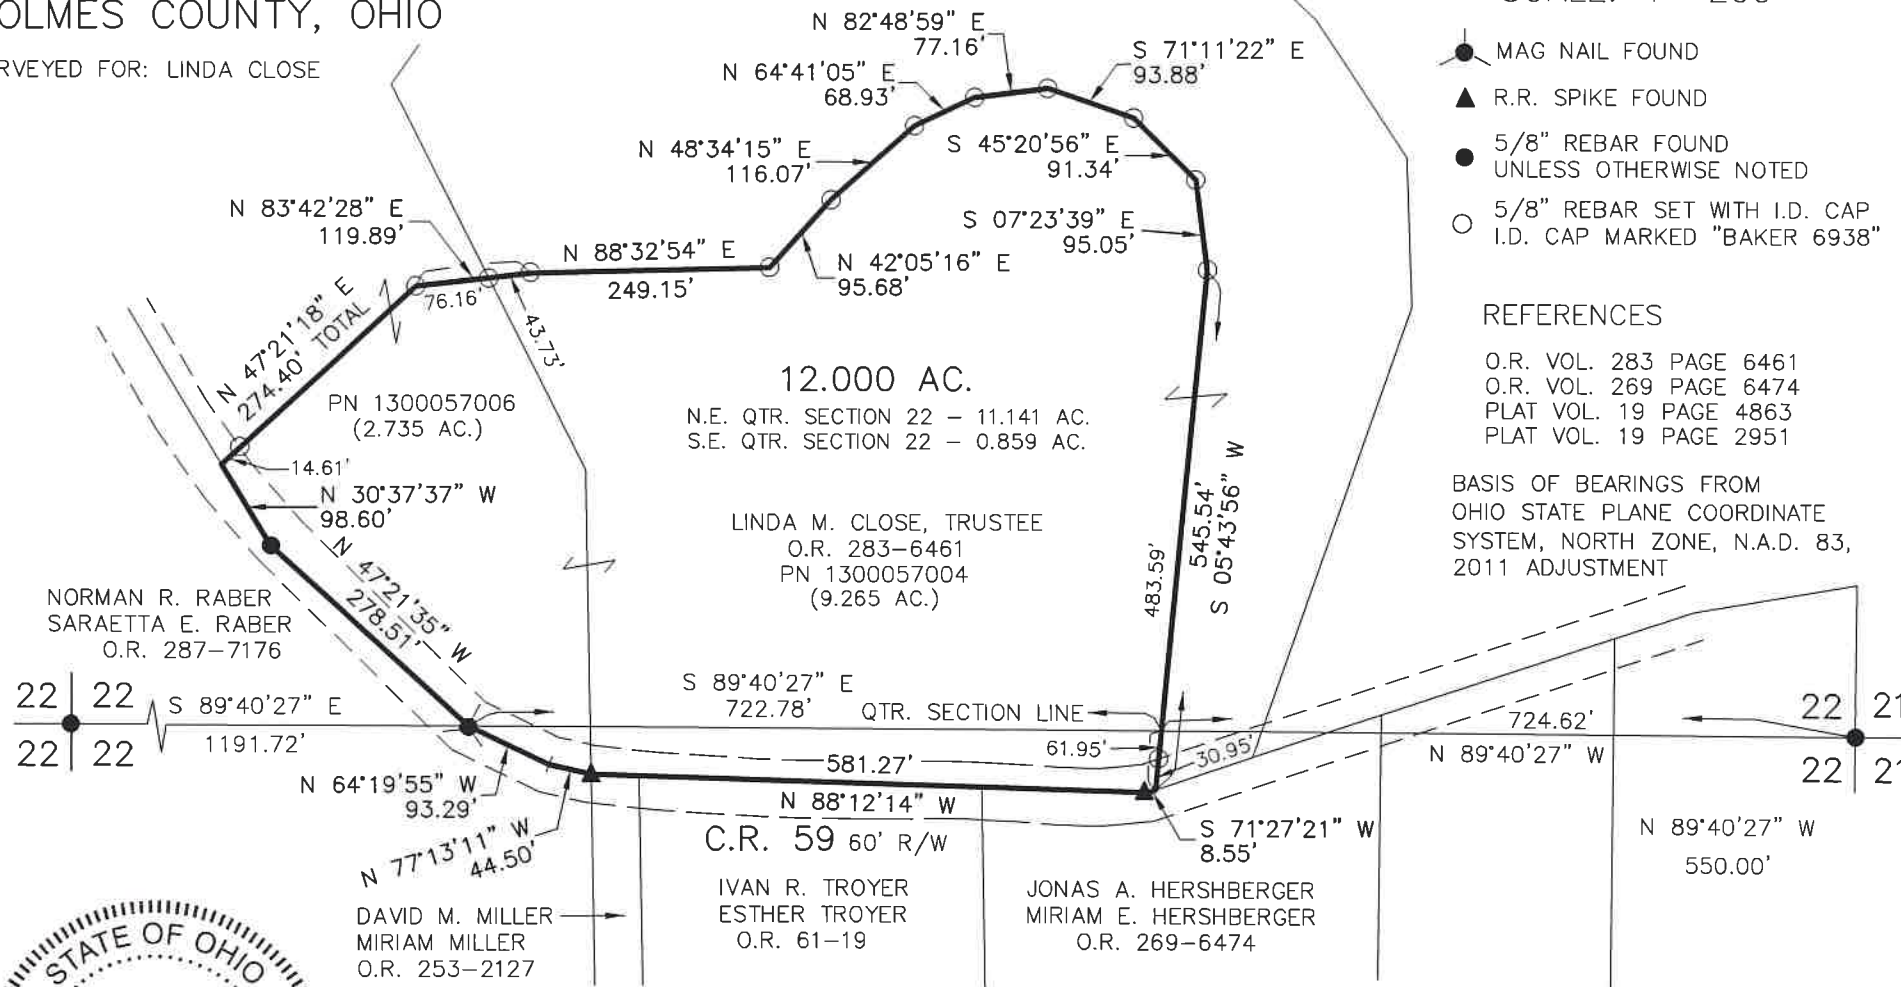 OLMES COUNTY, OHIO
RVEYED FOR: LINDA CLOSE
N 82°48'59" E
77.16'
S 71°11'22" E
93.88'
N 64°41'05" E
68.93'
N 48°34'15" E
116.07'
S 45°20'56" E
91.34'
N 83°42'28" E
119.89'
S 07°23'39" E
95.05'
N 88°32'54" E
249.15'
N 42°05'16" E
95.68'
76.16'
43.73'
N 47°21'18" E
274.40' TOTAL
14.61'
PN 1300057006
(2.735 AC.)
12.000 AC.
N.E. QTR. SECTION 22 – 11.141 AC.
S.E. QTR. SECTION 22 – 0.859 AC.
N 30°37'37" W
98.60'
LINDA M. CLOSE, TRUSTEE
O.R. 283–6461
PN 1300057004
(9.265 AC.)
483.59'
545.54'
S 05°43'56" W
N 47°21'35" W
278.51'
NORMAN R. RABER
SARAETTA E. RABER
O.R. 287–7176
22 22
22 22
S 89°40'27" E
1191.72'
S 89°40'27" E
722.78'
QTR. SECTION LINE
61.95'
30.95'
724.62'
N 89°40'27" W
22 21
22 2
N 64°19'55" W
93.29'
581.27'
N 88°12'14" W
N 77°13'11" W
44.50'
C.R. 59 60' R/W
S 71°27'21" W
8.55'
N 89°40'27" W
550.00'
DAVID M. MILLER
MIRIAM MILLER
O.R. 253–2127
IVAN R. TROYER
ESTHER TROYER
O.R. 61–19
JONAS A. HERSHBERGER
MIRIAM E. HERSHBERGER
O.R. 269–6474
STATE OF OHIO
MAG NAIL FOUND
R.R. SPIKE FOUND
5/8" REBAR FOUND
UNLESS OTHERWISE NOTED
5/8" REBAR SET WITH I.D. CAP
I.D. CAP MARKED "BAKER 6938"
REFERENCES
O.R. VOL. 283 PAGE 6461
O.R. VOL. 269 PAGE 6474
PLAT VOL. 19 PAGE 4863
PLAT VOL. 19 PAGE 2951
BASIS OF BEARINGS FROM
OHIO STATE PLANE COORDINATE
SYSTEM, NORTH ZONE, N.A.D. 83,
2011 ADJUSTMENT